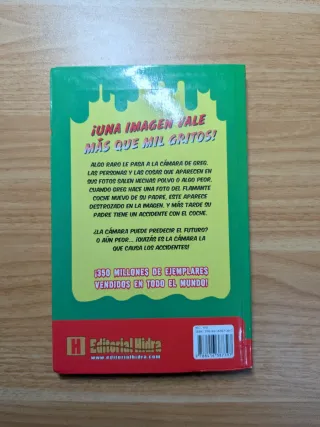 ¡UNA IMAGEN VALE
MÁS QUE MIL GRITOS!
ALGO RARO LE PASA A LA CÁMARA DE GREG.
LAS PERSONAS Y LAS COSAS QUE APARECEN EN
SUS FOTOS SALEN HECHAS POLVO O ALGO PEOR.
CUANDO GREG HACE UNA FOTO DEL FLAMANTE
COCHE NUEVO DE SU PADRE, ESTE APARECE
DESTROZADO EN LA IMAGEN. Y MÁS TARDE SU
PADRE TIENE UN ACCIDENTE CON EL COCHE.
¿LA CÁMARA PUEDE PREDECIR EL FUTURO?
O AÚN PEOR... ¡QUIZÁS ES LA CÁMARA LA
QUE CAUSA LOS ACCIDENTES!
¡350 MILLONES DE EJEMPLARES
VENDIDOS EN TODO EL MUNDO!
H Editorial Hidra
www.editorialhidra.com